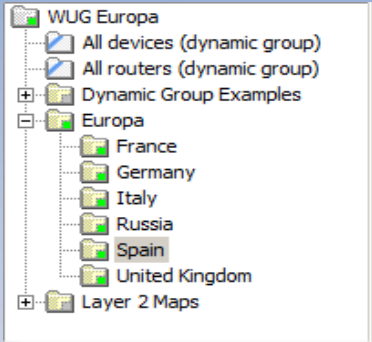 WUG Europa
All devices (dynamic group)
All routers (dynamic group)
Dynamic Group Examples
Europa
France
Germany
Italy
Russia
Spain
United Kingdom
Layer 2 Maps